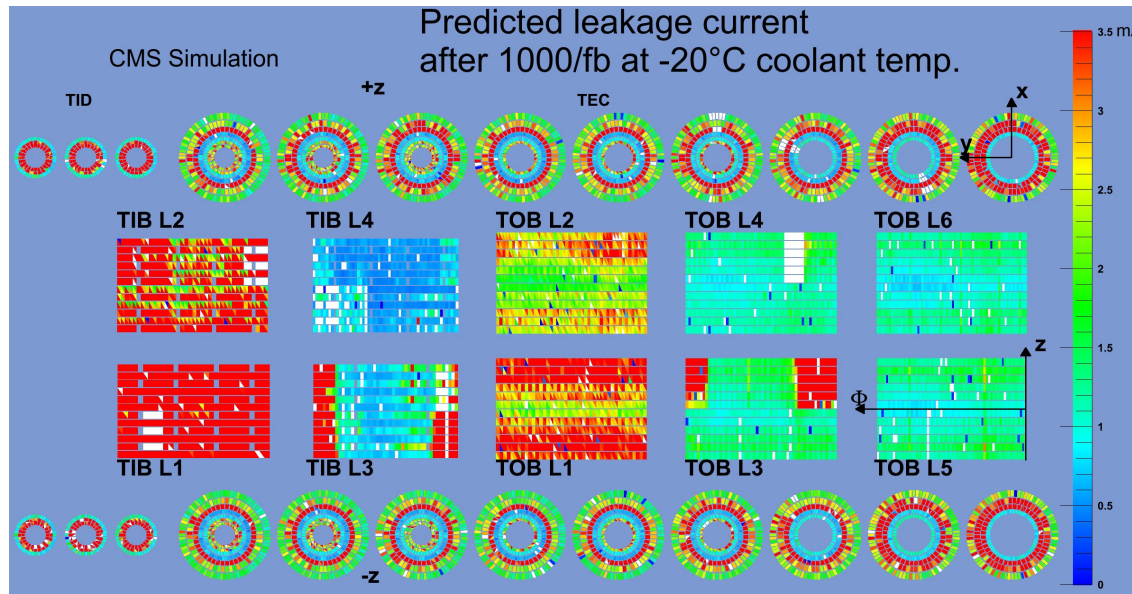 Predicted leakage current
after 1000/fb at -20°C coolant temp.
CMS Simulation
+z
TID
TEC
x
y
TIB L2
TIB L4
TOB L2
TOB L4
TOB L6
z
Φ
TIB L1
TIB L3
TOB L1
TOB L3
TOB L5
-z
3.5 m
3
2.5
2
1.5
1
0.5
0